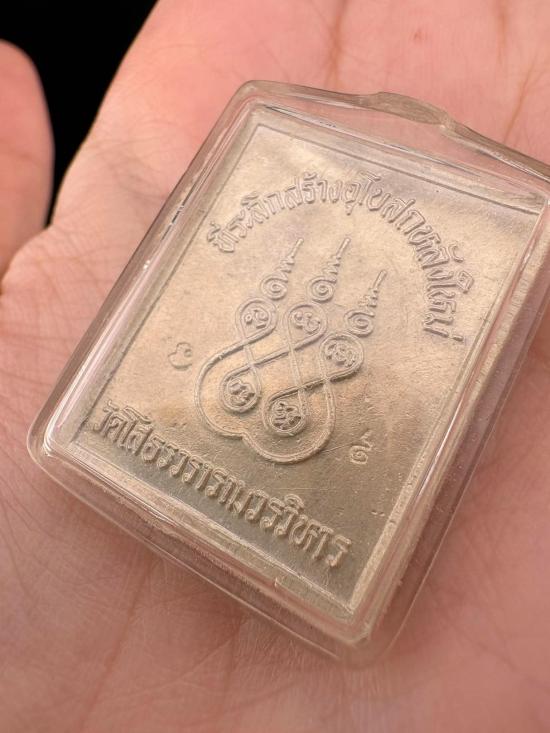 ที่ระลึกสร้างอุโบสถหลังใหม่
วัดโสธรวรารามวรวิหาร